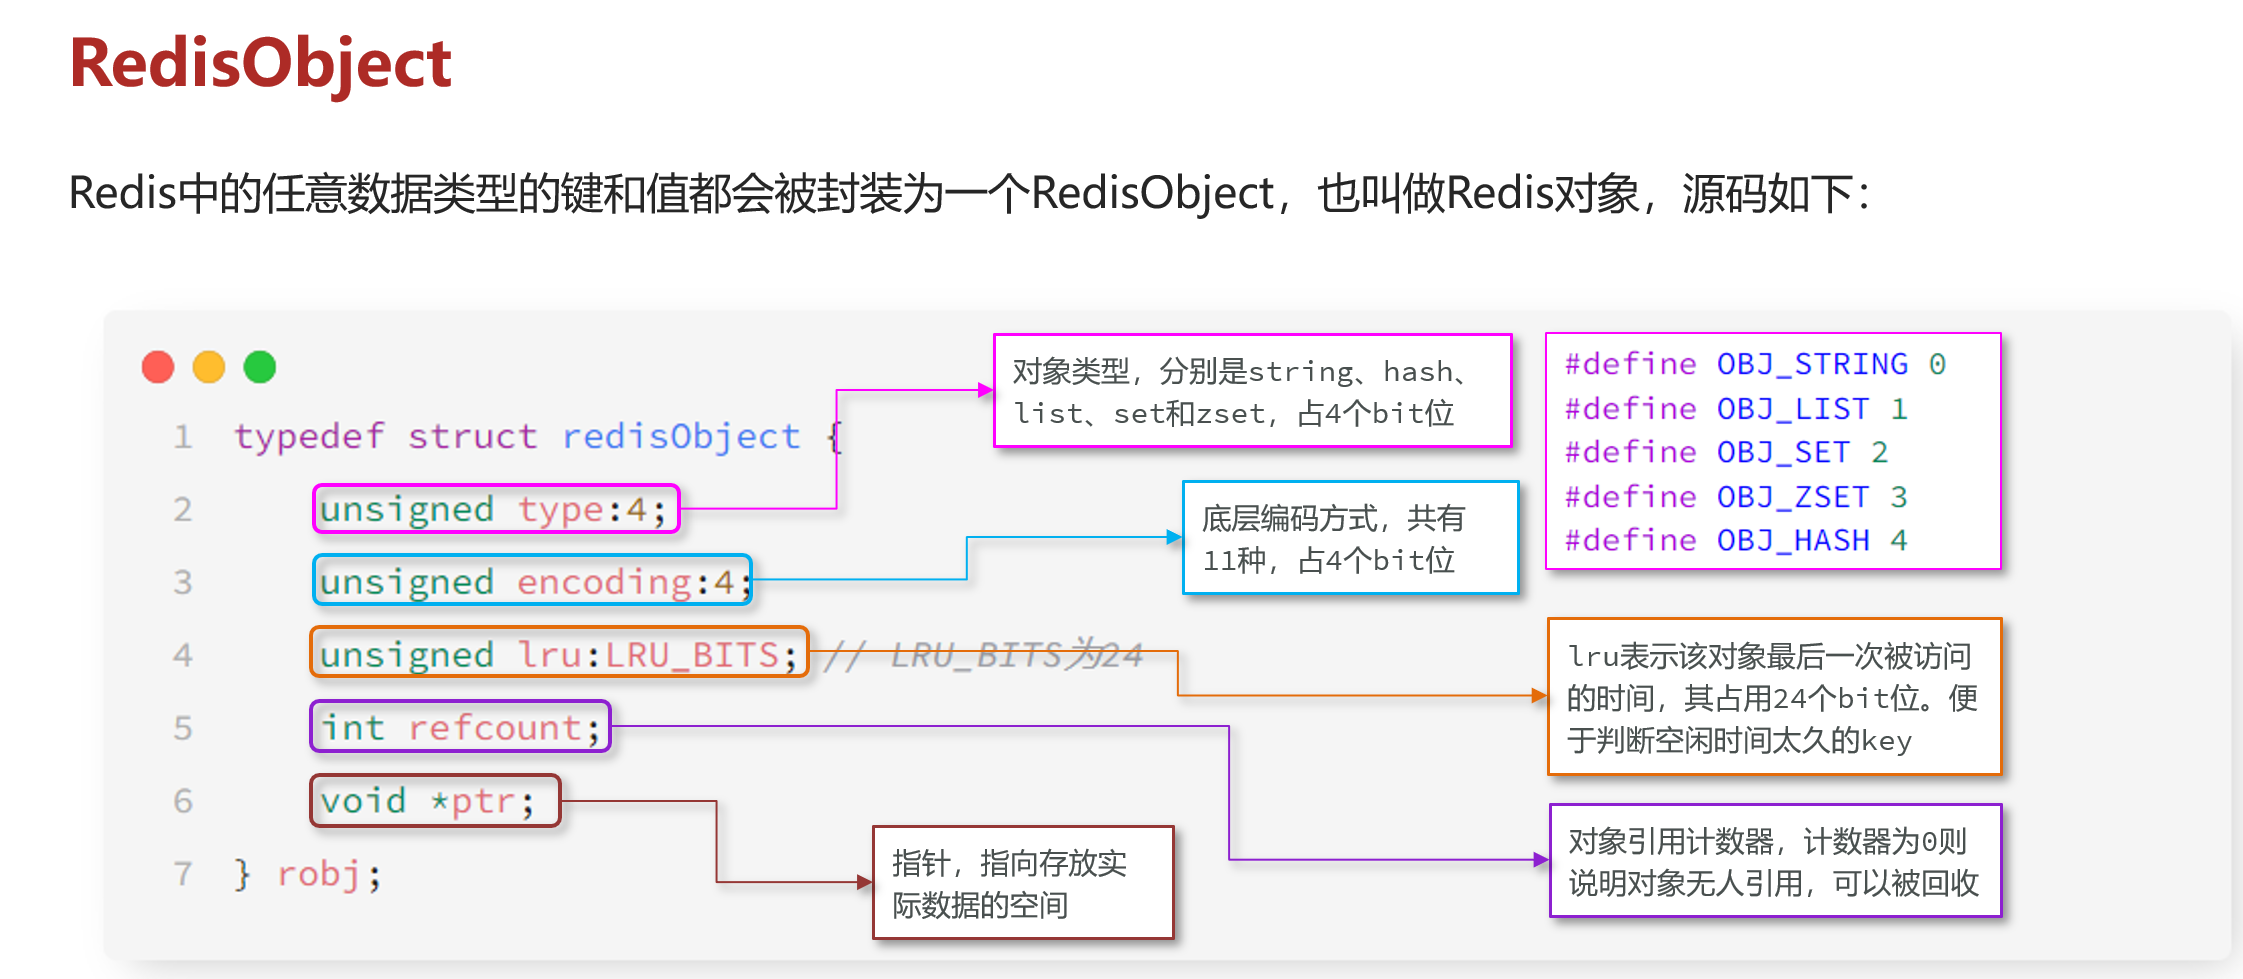 RedisObject
Redis中的任意数据类型的键和值都会被封装为一个RedisObject，也叫做Redis对象，源码如下：
1 typedef struct redisObject {
2 unsigned type:4;
3 unsigned encoding:4;
4 unsigned lru:LRU_BITS; // LRU_BITS为24
5 int refcount;
6 void *ptr;
7 } robj;
对象类型，分别是string、hash、
list、set和zset，占4个bit位
#define OBJ_STRING 0
#define OBJ_LIST 1
#define OBJ_SET 2
#define OBJ_ZSET 3
#define OBJ_HASH 4
底层编码方式，共有
11种，占4个bit位
lru表示该对象最后一次被访问
的时间，其占用24个bit位。便
于判断空闲时间太久的key
对象引用计数器，计数器为0则
说明对象无人引用，可以被回收
指针，指向存放实
际数据的空间